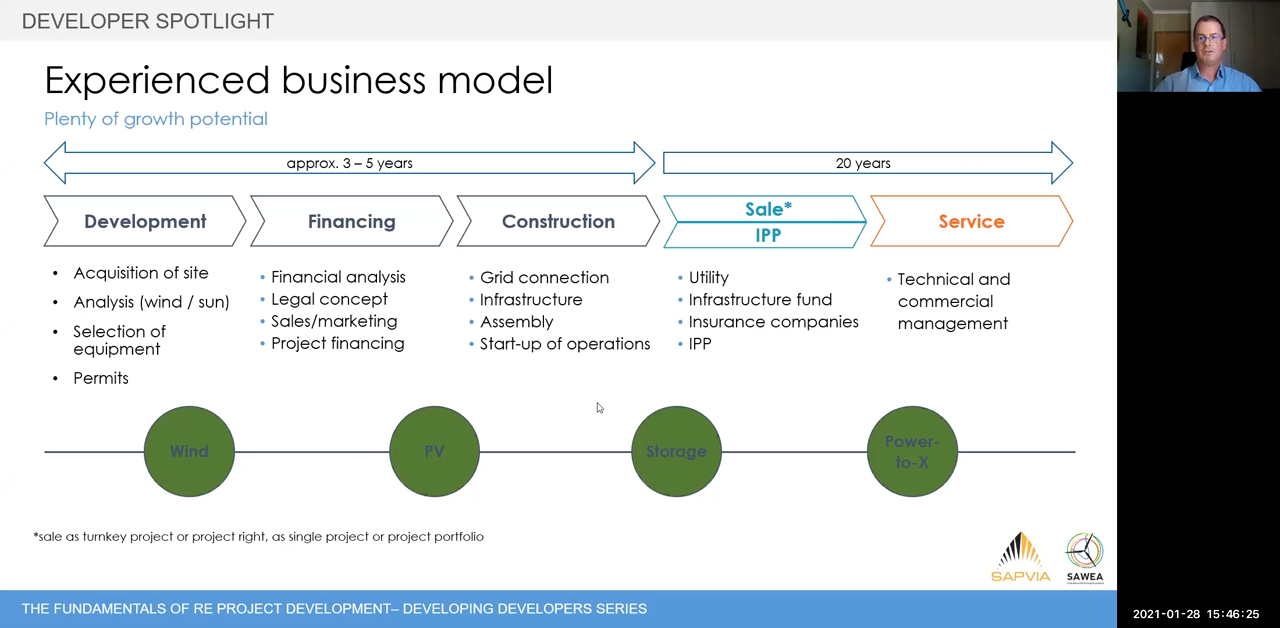 DEVELOPER SPOTLIGHT
Experienced business model
Plenty of growth potential
approx. 3 – 5 years
20 years
Development
Financing
Construction
Sale*
IPP
Service
• Acquisition of site
• Analysis (wind / sun)
• Selection of
equipment
• Permits
• Financial analysis
• Legal concept
• Sales/marketing
• Project financing
• Grid connection
• Infrastructure
• Assembly
• Start-up of operations
• Utility
• Infrastructure fund
• Insurance companies
• IPP
• Technical and
commercial
management
Wind
PV
Storage
Power-
to-X
*sale as turnkey project or project right, as single project or project portfolio
SAPVIA
SAWEA
THE FUNDAMENTALS OF RE PROJECT DEVELOPMENT– DEVELOPING DEVELOPERS SERIES
2021-01-28 15:46:25